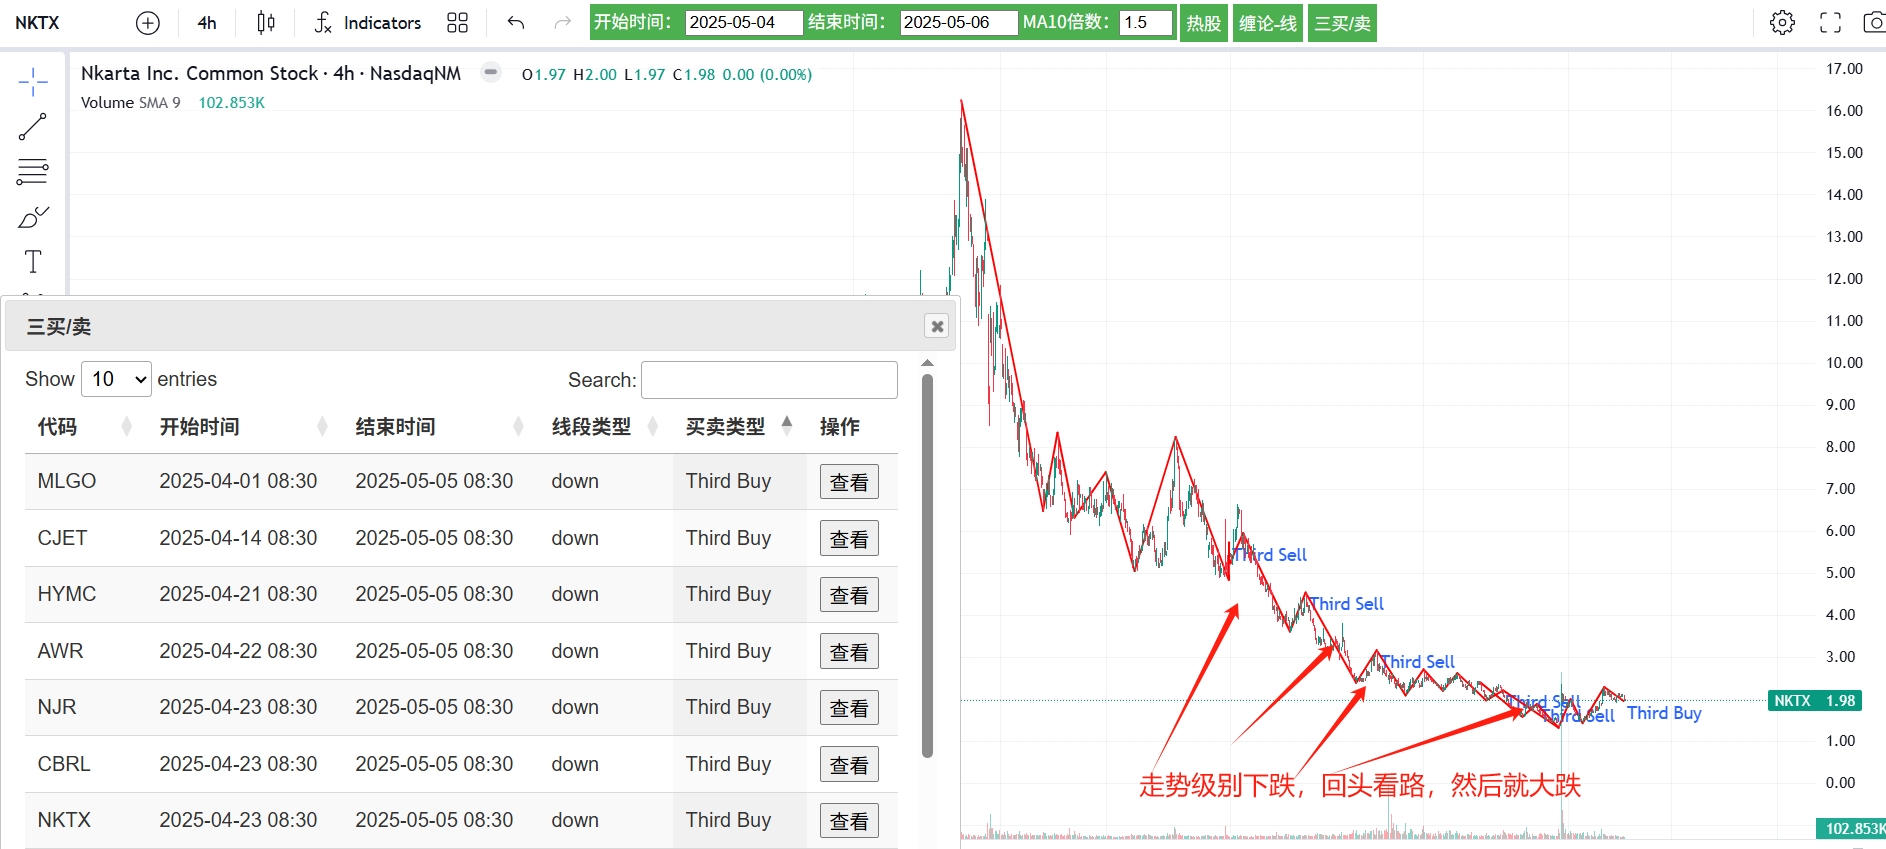 NKTX 4h Indicators 开始时间： 2025-05-04 结束时间： 2025-05-06 MA10倍数： 1.5 热股 缠论-线 三买/卖
Nkarta Inc. Common Stock · 4h · NasdaqNM O1.97 H2.00 L1.97 C1.98 0.00 (0.00%)
Volume SMA 9 102.853K
17.00
16.00
15.00
14.00
13.00
12.00
11.00
10.00
9.00
8.00
7.00
6.00
5.00
4.00
3.00
NKTX 1.98
1.00
0.00
102.853K
三买/卖
Show 10 entries Search:
代码 开始时间 结束时间 线段类型 买卖类型 操作
MLGO 2025-04-01 08:30 2025-05-05 08:30 down Third Buy 查看
CJET 2025-04-14 08:30 2025-05-05 08:30 down Third Buy 查看
HYMC 2025-04-21 08:30 2025-05-05 08:30 down Third Buy 查看
AWR 2025-04-22 08:30 2025-05-05 08:30 down Third Buy 查看
NJR 2025-04-23 08:30 2025-05-05 08:30 down Third Buy 查看
CBRL 2025-04-23 08:30 2025-05-05 08:30 down Third Buy 查看
NKTX 2025-04-23 08:30 2025-05-05 08:30 down Third Buy 查看
Third Sell
Third Sell
Third Sell
Third Sell
Third Sell
Third Buy
走势级别下跌，回头看路，然后就大跌